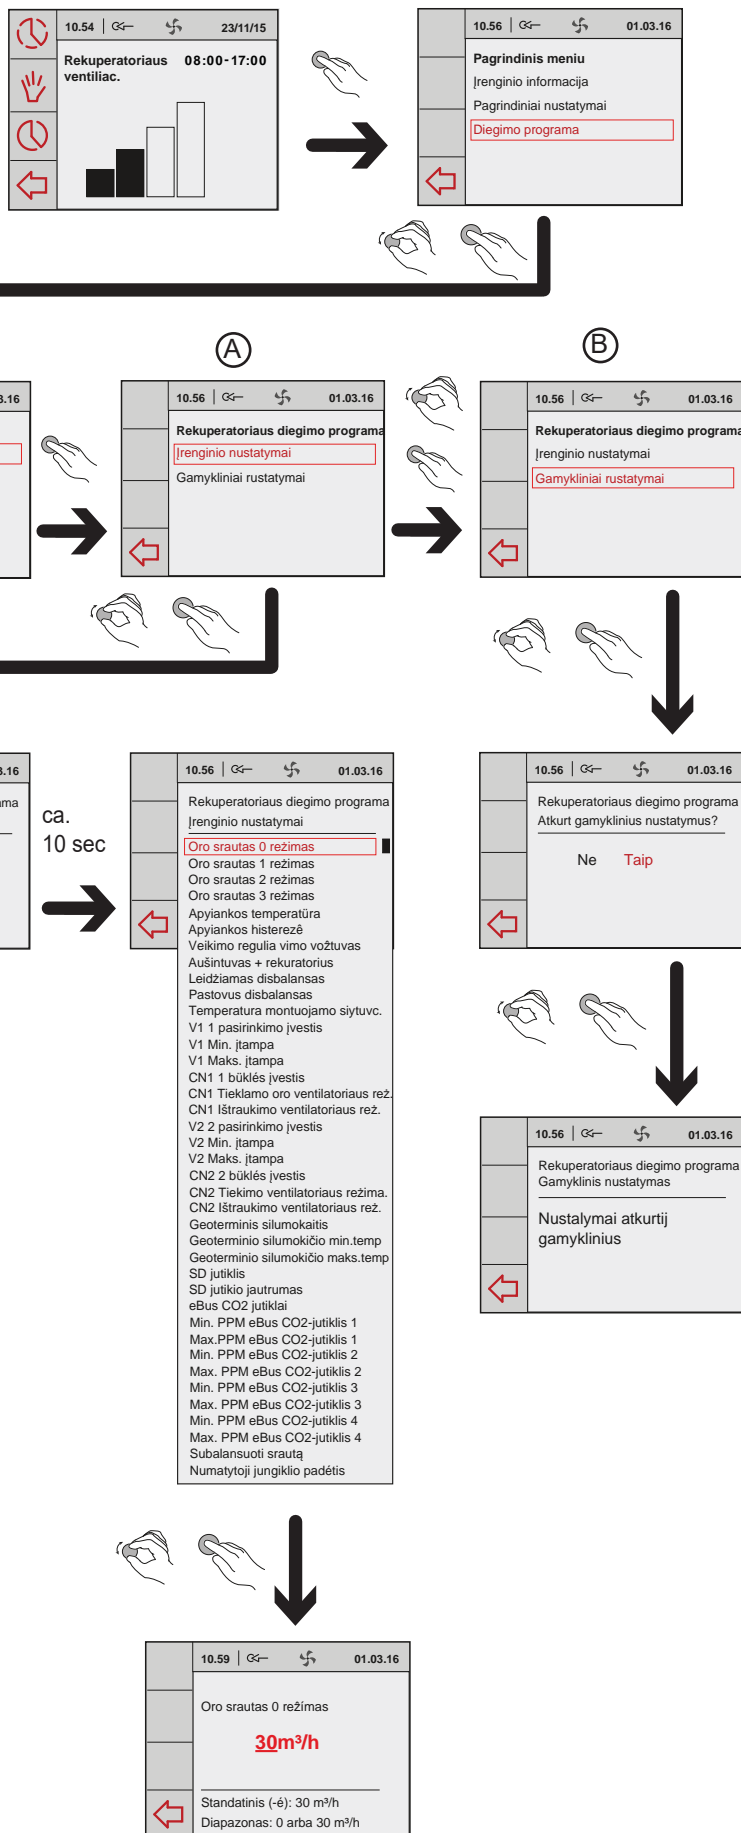 10.54
23/11/15
Rekuperatoriaus 08:00-17:00
ventiliac.
10.56
01.03.16
Pagrindinis meniu
Įrenginio informacija
Pagrindiniai nustatymai
Diegimo programa
A
B
3.16
10.56
01.03.16
Rekuperatoriaus diegimo programa
Įrenginio nustatymai
Gamykliniai rustatymai
10.56
01.03.16
Rekuperatoriaus diegimo programa
Įrenginio nustatymai
Gamykliniai rustatymai
3.16
ama
ca.
10 sec
10.56
01.03.16
Rekuperatoriaus diegimo programa
Įrenginio nustatymai
Oro srautas 0 režimas
Oro srautas 1 režimas
Oro srautas 2 režimas
Oro srautas 3 režimas
Apyiankos temperatūra
Apyiankos histerezê
Veikimo regulia vimo vožtuvas
Aušintuvas + rekuratorius
Leidžiamas disbalansas
Pastovus disbalansas
Temperatura montuojamo siytuvc.
V1 1 pasirinkimo įvestis
V1 Min. įtampa
V1 Maks. įtampa
CN1 1 būklés įvestis
CN1 Tieklamo oro ventilatoriaus rež.
CN1 Ištraukimo ventilatoriaus rež.
V2 2 pasirinkimo įvestis
V2 Min. įtampa
V2 Maks. įtampa
CN2 2 būklés įvestis
CN2 Tiekimo ventilatoriaus režima.
CN2 Ištraukimo ventilatoriaus rež.
Geoterminis silumokaitis
Geoterminio silumokičio min.temp
Geoterminio silumokičio maks.temp
SD jutiklis
SD jutikio jautrumas
eBus CO2 jutiklai
Min. PPM eBus CO2-jutiklis 1
Max.PPM eBus CO2-jutiklis 1
Min. PPM eBus CO2-jutiklis 2
Max. PPM eBus CO2-jutiklis 2
Min. PPM eBus CO2-jutiklis 3
Max. PPM eBus CO2-jutiklis 3
Min. PPM eBus CO2-jutiklis 4
Max. PPM eBus CO2-jutiklis 4
Subalansuoti srautą
Numatytoji jungiklio padétis
10.56
01.03.16
Rekuperatoriaus diegimo programa
Atkurt gamyklinius nustatymus?
Ne Taip
10.56
01.03.16
Rekuperatoriaus diegimo programa
Gamyklinis nustatymas
Nustalymai atkurtij
gamyklinius
10.59
01.03.16
Oro srautas 0 režímas
30m³/h
Standatinis (-é): 30 m³/h
Diapazonas: 0 arba 30 m³/h